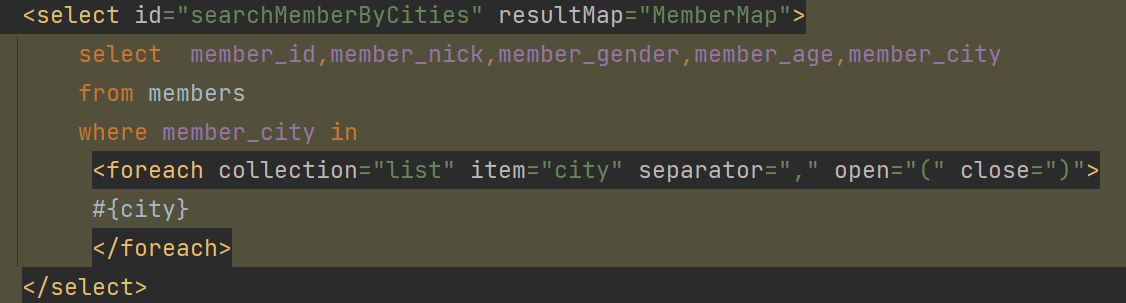 <select id="searchMemberByCities" resultMap="MemberMap">
select  member_id,member_nick,member_gender,member_age,member_city
from members
where member_city in
<foreach collection="list" item="city" separator="," open="(" close=")">
#{city}
</foreach>
</select>